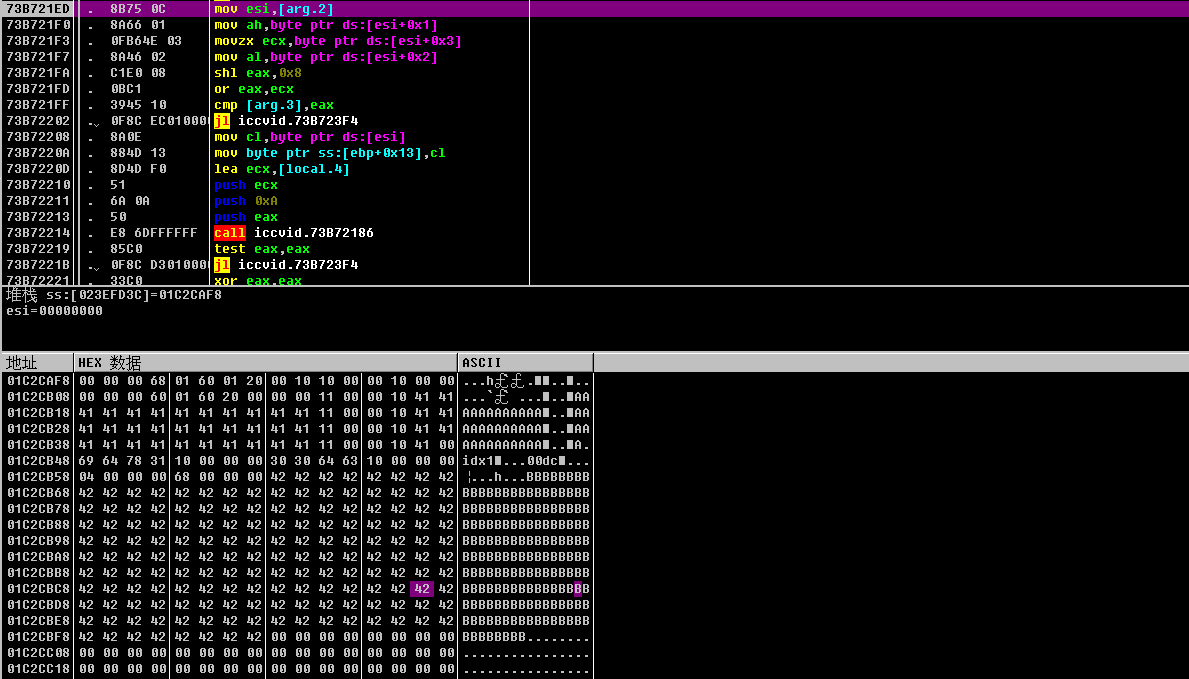 73B721ED . 8B75 0C mov esi,[arg.2]
73B721F0 . 8A66 01 mov ah,byte ptr ds:[esi+0x1]
73B721F3 . 0FB64E 03 movzx ecx,byte ptr ds:[esi+0x3]
73B721F7 . 8A46 02 mov al,byte ptr ds:[esi+0x2]
73B721FA . C1E0 08 shl eax,0x8
73B721FD . 0BC1 or eax,ecx
73B721FF . 3945 10 cmp [arg.3],eax
73B72202 . 0F8C EC01000 jl iccvid.73B723F4
73B72208 . 8A0E mov cl,byte ptr ds:[esi]
73B7220A . 884D 13 mov byte ptr ss:[ebp+0x13],cl
73B7220D . 8D4D F0 lea ecx,[local.4]
73B72210 . 51 push ecx
73B72211 . 6A 0A push 0xA
73B72213 . 50 push eax
73B72214 . E8 6DFFFFFF call iccvid.73B72186
73B72219 . 85C0 test eax,eax
73B7221B . 0F8C D301000 jl iccvid.73B723F4
73B72221 . 33C0 xor eax,eax
堆栈 ss:[023EFD3C]=01C2CAF8
esi=00000000
地址 HEX 数据 ASCII
01C2CAF8 00 00 00 68 01 60 01 20 00 10 10 00 00 10 00 00 ...h££.■■..■..
01C2CB08 00 00 00 60 01 60 20 00 00 00 11 00 00 10 41 41 ...`£ ...■..■AA
01C2CB18 41 41 41 41 41 41 41 41 41 41 11 00 00 10 41 41 AAAAAAAAAA■..■AA
01C2CB28 41 41 41 41 41 41 41 41 41 41 11 00 00 10 41 41 AAAAAAAAAA■..■AA
01C2CB38 41 41 41 41 41 41 41 41 41 41 11 00 00 10 41 00 AAAAAAAAAA■..■A.
01C2CB48 69 64 78 31 10 00 00 00 30 30 64 63 10 00 00 00 idx1■...00dc■...
01C2CB58 04 00 00 00 68 00 00 00 42 42 42 42 42 42 42 42 ¦...h...BBBBBBBB
01C2CB68 42 42 42 42 42 42 42 42 42 42 42 42 42 42 42 42 BBBBBBBBBBBBBBBB
01C2CB78 42 42 42 42 42 42 42 42 42 42 42 42 42 42 42 42 BBBBBBBBBBBBBBBB
01C2CB88 42 42 42 42 42 42 42 42 42 42 42 42 42 42 42 42 BBBBBBBBBBBBBBBB
01C2CB98 42 42 42 42 42 42 42 42 42 42 42 42 42 42 42 42 BBBBBBBBBBBBBBBB
01C2CBA8 42 42 42 42 42 42 42 42 42 42 42 42 42 42 42 42 BBBBBBBBBBBBBBBB
01C2CBB8 42 42 42 42 42 42 42 42 42 42 42 42 42 42 42 42 BBBBBBBBBBBBBBBB
01C2CBC8 42 42 42 42 42 42 42 42 42 42 42 42 42 42 42 42 BBBBBBBBBBBBBBBB
01C2CBD8 42 42 42 42 42 42 42 42 42 42 42 42 42 42 42 42 BBBBBBBBBBBBBBBB
01C2CBE8 42 42 42 42 42 42 42 42 42 42 42 42 42 42 42 42 BBBBBBBBBBBBBBBB
01C2CBF8 42 42 42 42 42 42 42 42 00 00 00 00 00 00 00 00 BBBBBBBB........
01C2CC08 00 00 00 00 00 00 00 00 00 00 00 00 00 00 00 00 ................
01C2CC18 00 00 00 00 00 00 00 00 00 00 00 00 00 00 00 00 ................